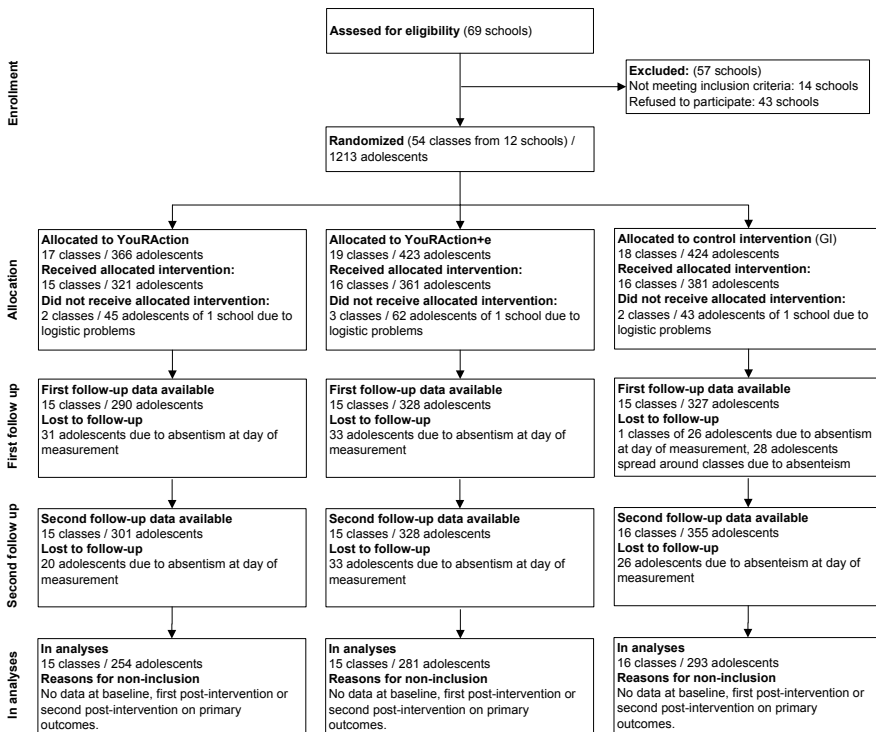 Enrollment
Assesed for eligibility (69 schools)
Excluded: (57 schools)
Not meeting inclusion criteria: 14 schools
Refused to participate: 43 schools
Randomized (54 classes from 12 schools) /
1213 adolescents
Allocation
Allocated to YouRAction
17 classes / 366 adolescents
Received allocated intervention:
15 classes / 321 adolescents
Did not receive allocated intervention:
2 classes / 45 adolescents of 1 school due to
logistic problems
Allocated to YouRAction+e
19 classes / 423 adolescents
Received allocated intervention:
16 classes / 361 adolescents
Did not receive allocated intervention:
3 classes / 62 adolescents of 1 school due to
logistic problems
Allocated to control intervention (GI)
18 classes / 424 adolescents
Received allocated intervention:
16 classes / 381 adolescents
Did not receive allocated intervention:
2 classes / 43 adolescents of 1 school due to
logistic problems
First follow up
First follow-up data available
15 classes / 290 adolescents
Lost to follow-up
31 adolescents due to absentism at day of
measurement
First follow-up data available
15 classes / 328 adolescents
Lost to follow-up
33 adolescents due to absentism at day of
measurement
First follow-up data available
15 classes / 327 adolescents
Lost to follow-up
1 classes of 26 adolescents due to absentism
at day of measurement, 28 adolescents
spread around classes due to absenteism
Second follow up
Second follow-up data available
15 classes / 301 adolescents
Lost to follow-up
20 adolescents due to absentism at day of
measurement
Second follow-up data available
15 classes / 328 adolescents
Lost to follow-up
33 adolescents due to absentism at day of
measurement
Second follow-up data available
16 classes / 355 adolescents
Lost to follow-up
26 adolescents due to absenteism at day of
measurement
In analyses
In analyses
15 classes / 254 adolescents
Reasons for non-inclusion
No data at baseline, first post-intervention or
second post-intervention on primary
outcomes.
In analyses
15 classes / 281 adolescents
Reasons for non-inclusion
No data at baseline, first post-intervention or
second post-intervention on primary
outcomes.
In analyses
16 classes / 293 adolescents
Reasons for non-inclusion
No data at baseline, first post-intervention or
second post-intervention on primary
outcomes.